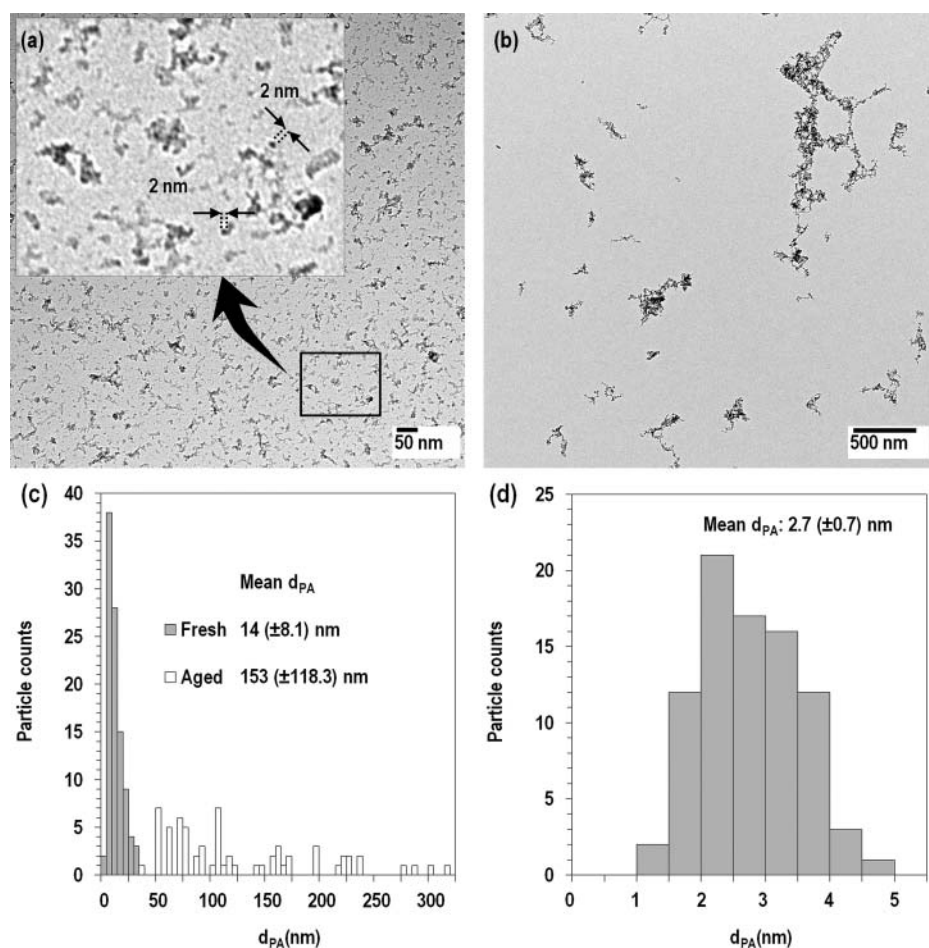 (a)
2 nm
2 nm
50 nm
(b)
500 nm
(c)
40
35
30
25
20
15
10
5
0
Particle counts
Mean dPA
Fresh 14 (±8.1) nm
Aged 153 (±118.3) nm
0 50 100 150 200 250 300
dPA(nm)
(d)
25
20
15
10
5
0
Particle counts
Mean dPA: 2.7 (±0.7) nm
0 1 2 3 4 5
dPA(nm)